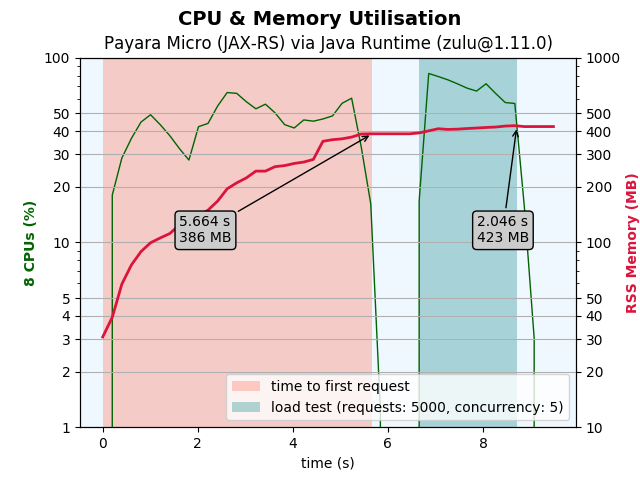 CPU & Memory Utilisation
Payara Micro (JAX-RS) via Java Runtime (zulu@1.11.0)
100
50
40
30
20
10
5
4
3
2
1
8 CPUs (%)
1000
500
400
300
200
100
50
40
30
20
10
RSS Memory (MB)
5.664 s
386 MB
2.046 s
423 MB
time to first request
load test (requests: 5000, concurrency: 5)
0 2 4 6 8
time (s)